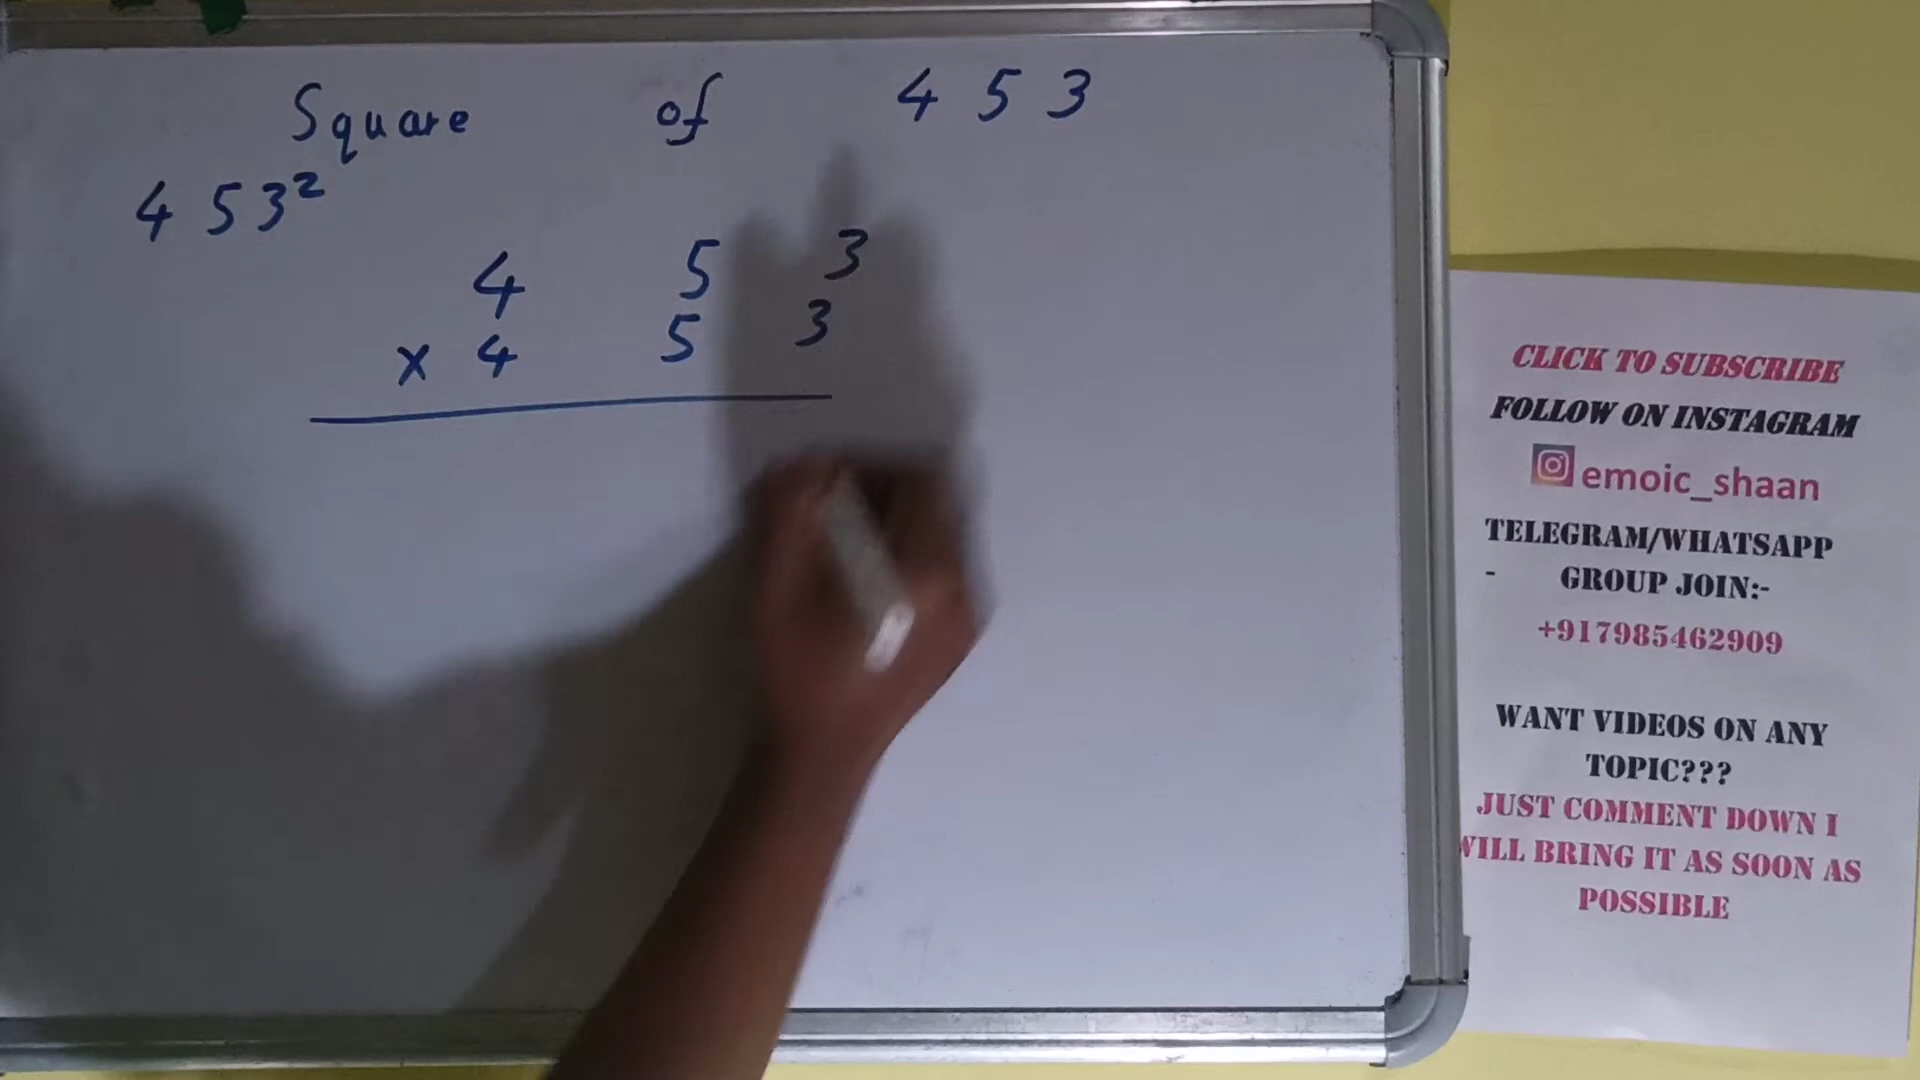 Square of 453
453²
4 5 3
x 4 5 3
CLICK TO SUBSCRIBE
FOLLOW ON INSTAGRAM
emoic_shaan
TELEGRAM/WHATSAPP
- GROUP JOIN:-
+917985462909
WANT VIDEOS ON ANY
TOPIC???
JUST COMMENT DOWN I
WILL BRING IT AS SOON AS
POSSIBLE